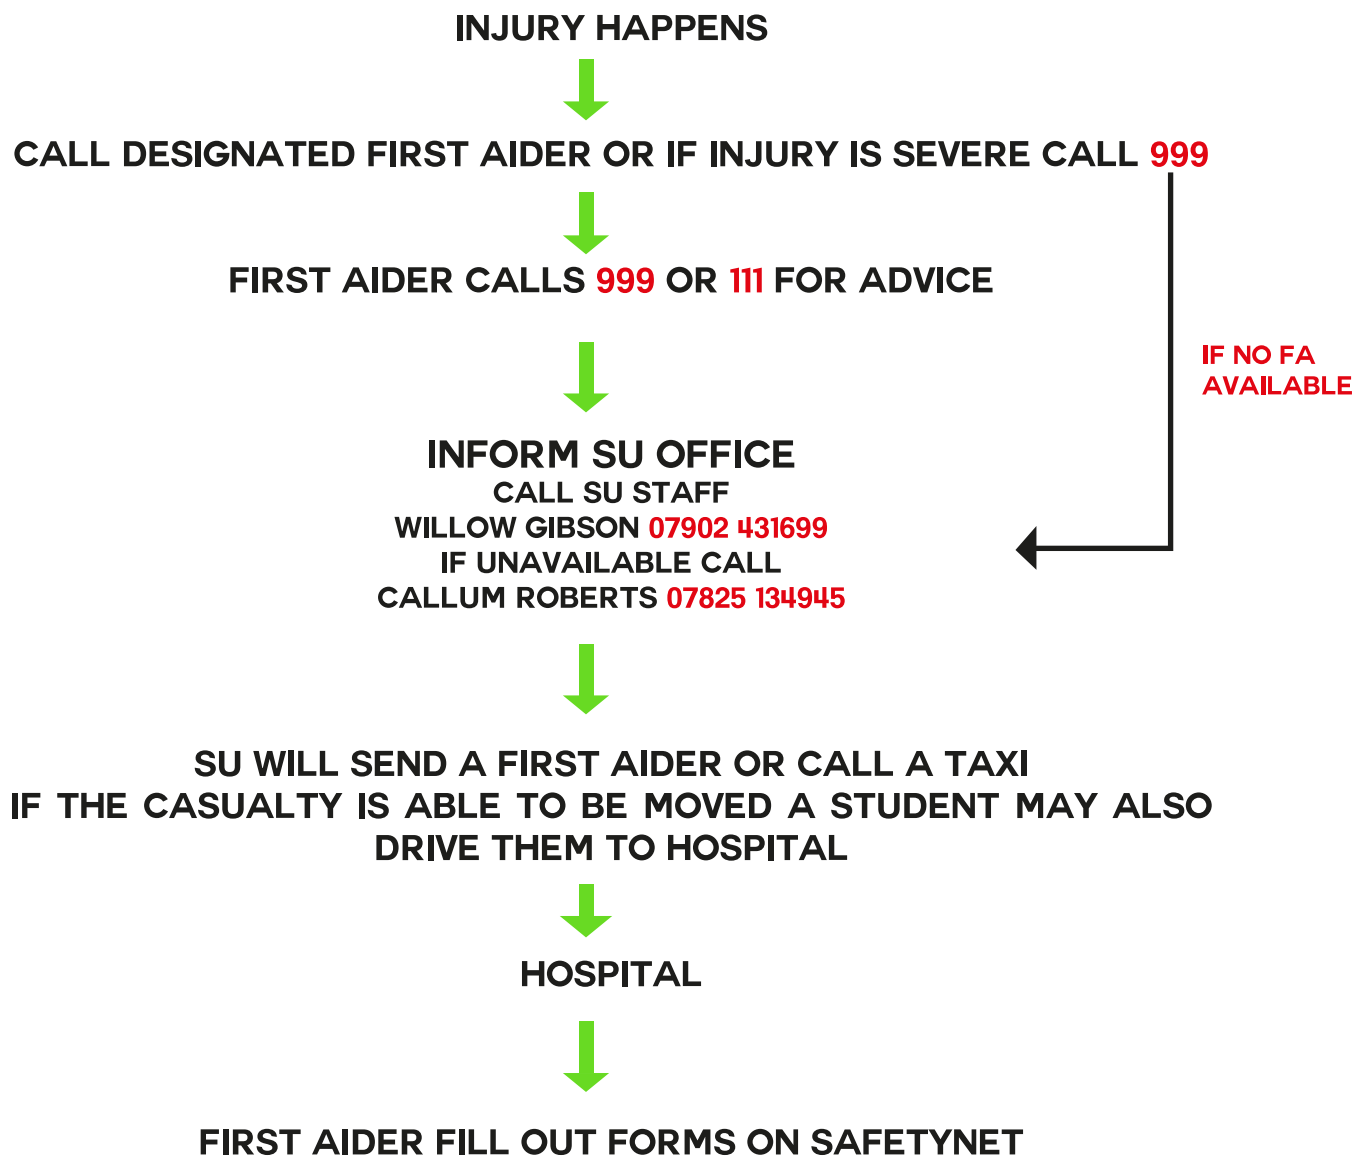 INJURY HAPPENS
CALL DESIGNATED FIRST AIDER OR IF INJURY IS SEVERE CALL 999
FIRST AIDER CALLS 999 OR 111 FOR ADVICE
IF NO FA
AVAILABLE
INFORM SU OFFICE
CALL SU STAFF
WILLOW GIBSON 07902 431699
IF UNAVAILABLE CALL
CALLUM ROBERTS 07825 134945
SU WILL SEND A FIRST AIDER OR CALL A TAXI
IF THE CASUALTY IS ABLE TO BE MOVED A STUDENT MAY ALSO
DRIVE THEM TO HOSPITAL
HOSPITAL
FIRST AIDER FILL OUT FORMS ON SAFETYNET